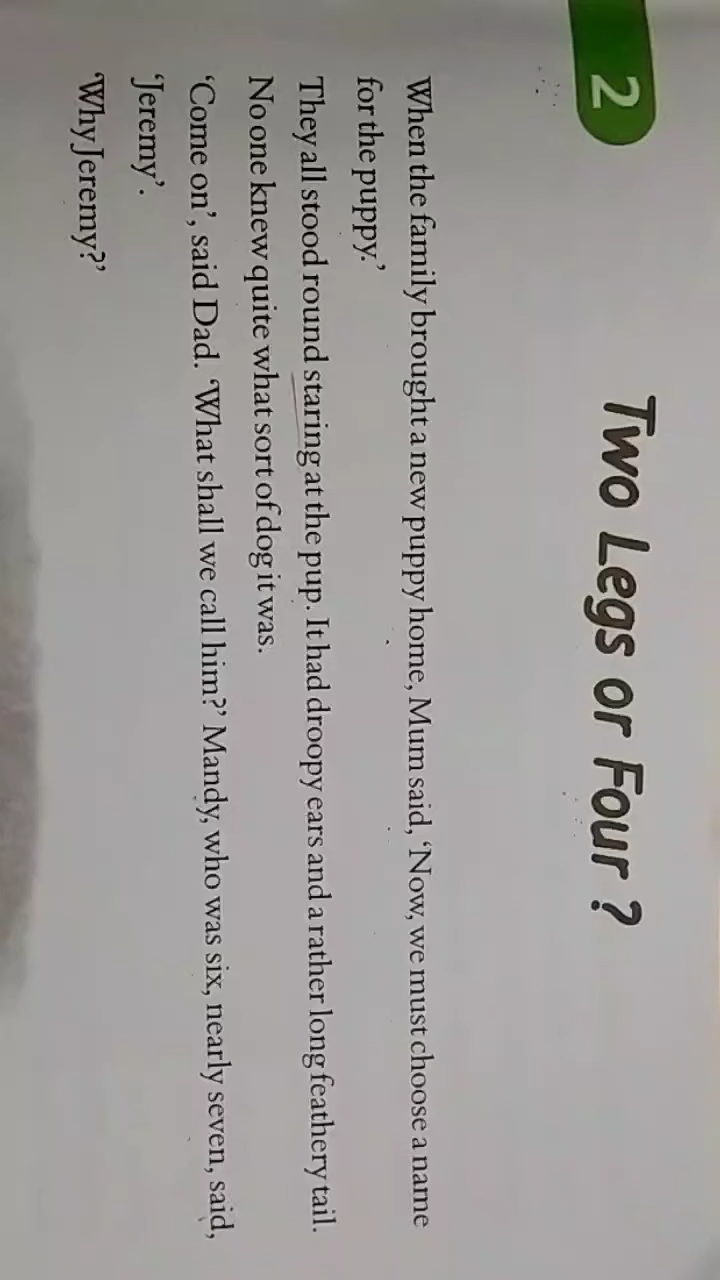 2
Two Legs or Four ?
When the family brought a new puppy home, Mum said, ‘Now, we must choose a name
for the puppy.’
They all stood round staring at the pup. It had droopy ears and a rather long feathery tail.
No one knew quite what sort of dog it was.
‘Come on’, said Dad. ‘What shall we call him?’ Mandy, who was six, nearly seven, said,
‘Jeremy’.
‘Why Jeremy?’